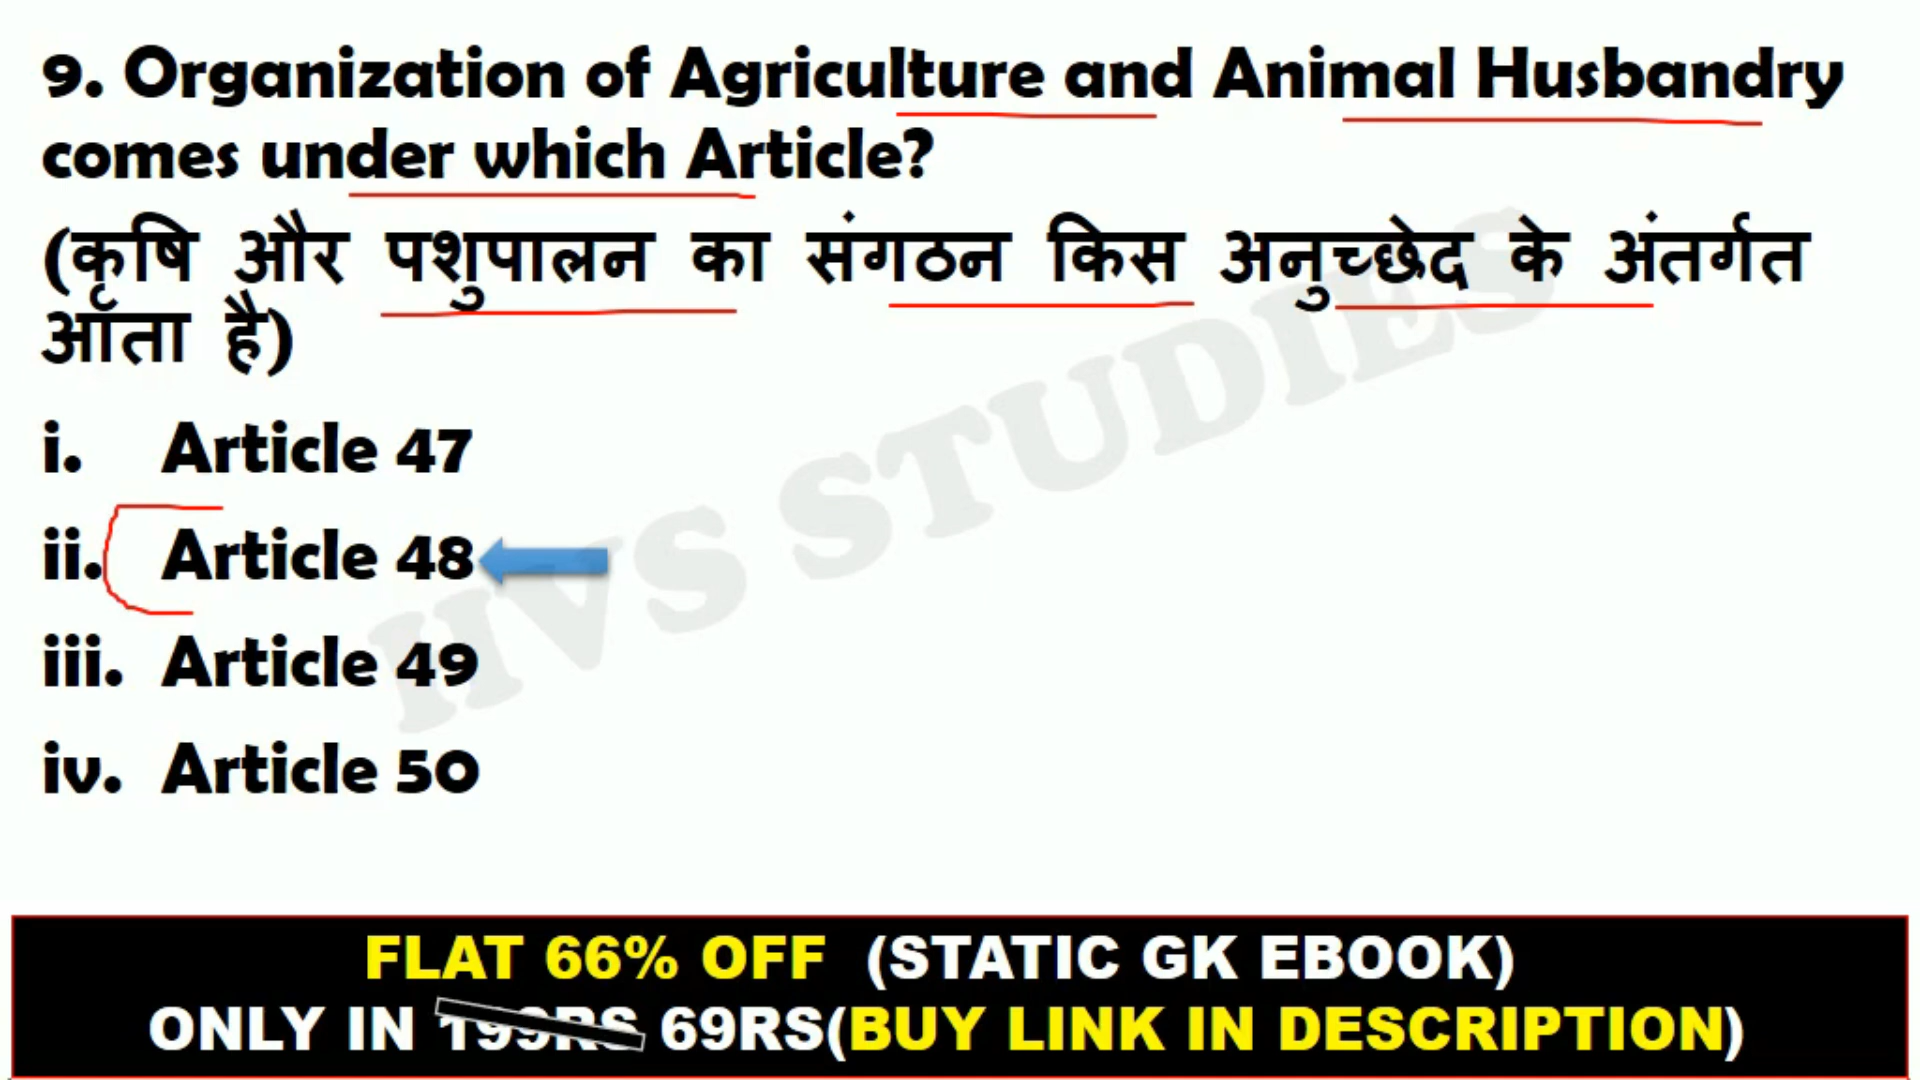 9. Organization of Agriculture and Animal Husbandry
comes under which Article?
(कृषि और पशुपालन का संगठन किस अनुच्छेद के अंतर्गत
आता है)
i. Article 47
ii. Article 48
iii. Article 49
iv. Article 50
HVS STUDIES
FLAT 66% OFF (STATIC GK EBOOK)
ONLY IN 199RS 69RS(BUY LINK IN DESCRIPTION)